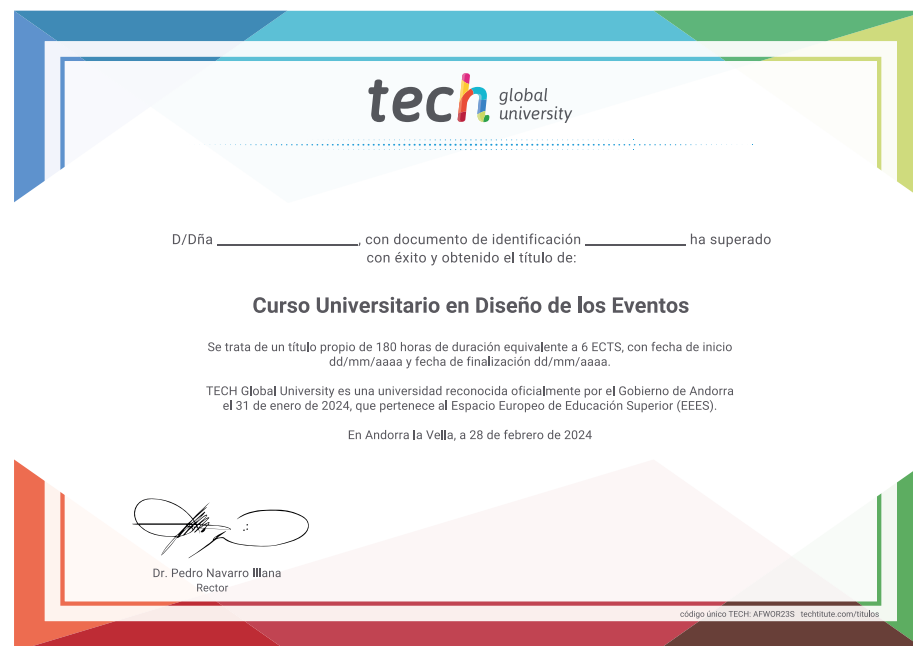 tech global university
D/Dña ________________, con documento de identificación ____________ ha superado
con éxito y obtenido el título de:
Curso Universitario en Diseño de los Eventos
Se trata de un título propio de 180 horas de duración equivalente a 6 ECTS, con fecha de inicio
dd/mm/aaaa y fecha de finalización dd/mm/aaaa.
TECH Global University es una universidad reconocida oficialmente por el Gobierno de Andorra
el 31 de enero de 2024, que pertenece al Espacio Europeo de Educación Superior (EEES).
En Andorra la Vella, a 28 de febrero de 2024
Dr. Pedro Navarro Illana
Rector
código único TECH: AFWOR23S techtitute.com/titulos